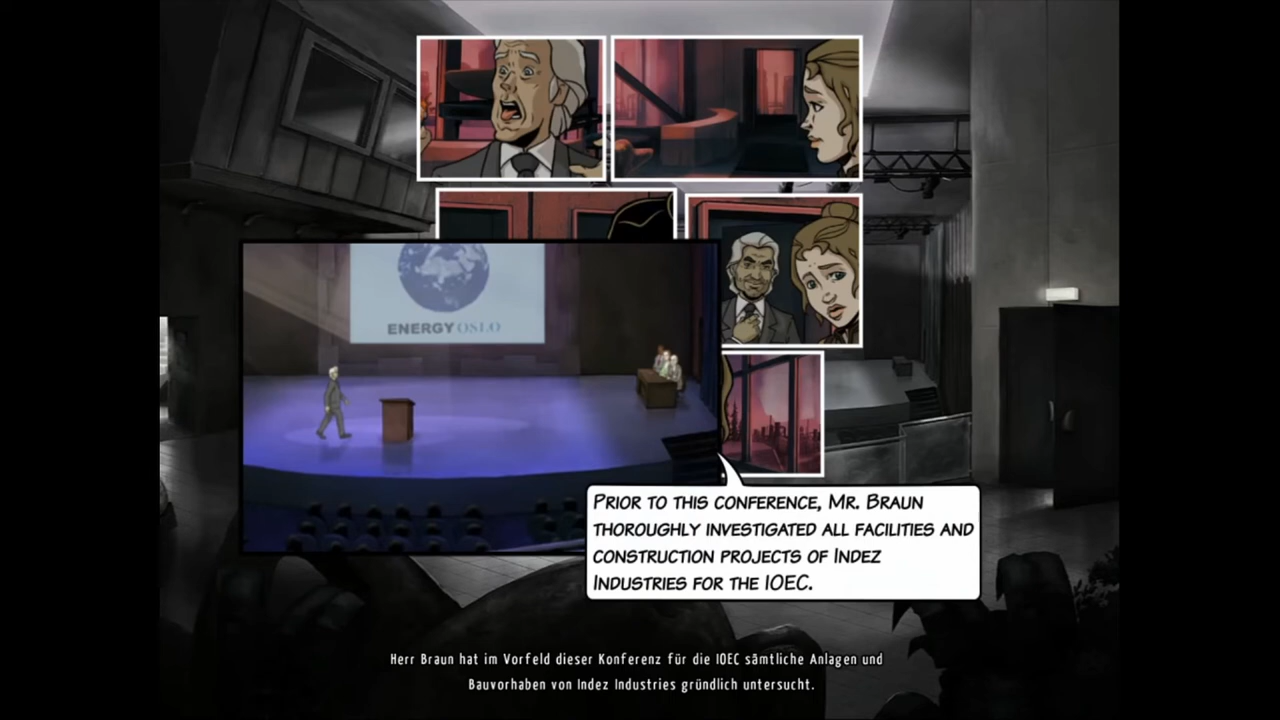 ENERGY OSLO
PRIOR TO THIS CONFERENCE, MR. BRAUN
THOROUGHLY INVESTIGATED ALL FACILITIES AND
CONSTRUCTION PROJECTS OF INDEZ
INDUSTRIES FOR THE IOEC.
Herr Braun hat im Vorfeld dieser Konferenz für die IOEC sämtliche Anlagen und
Bauvorhaben von Indez Industries gründlich untersucht.